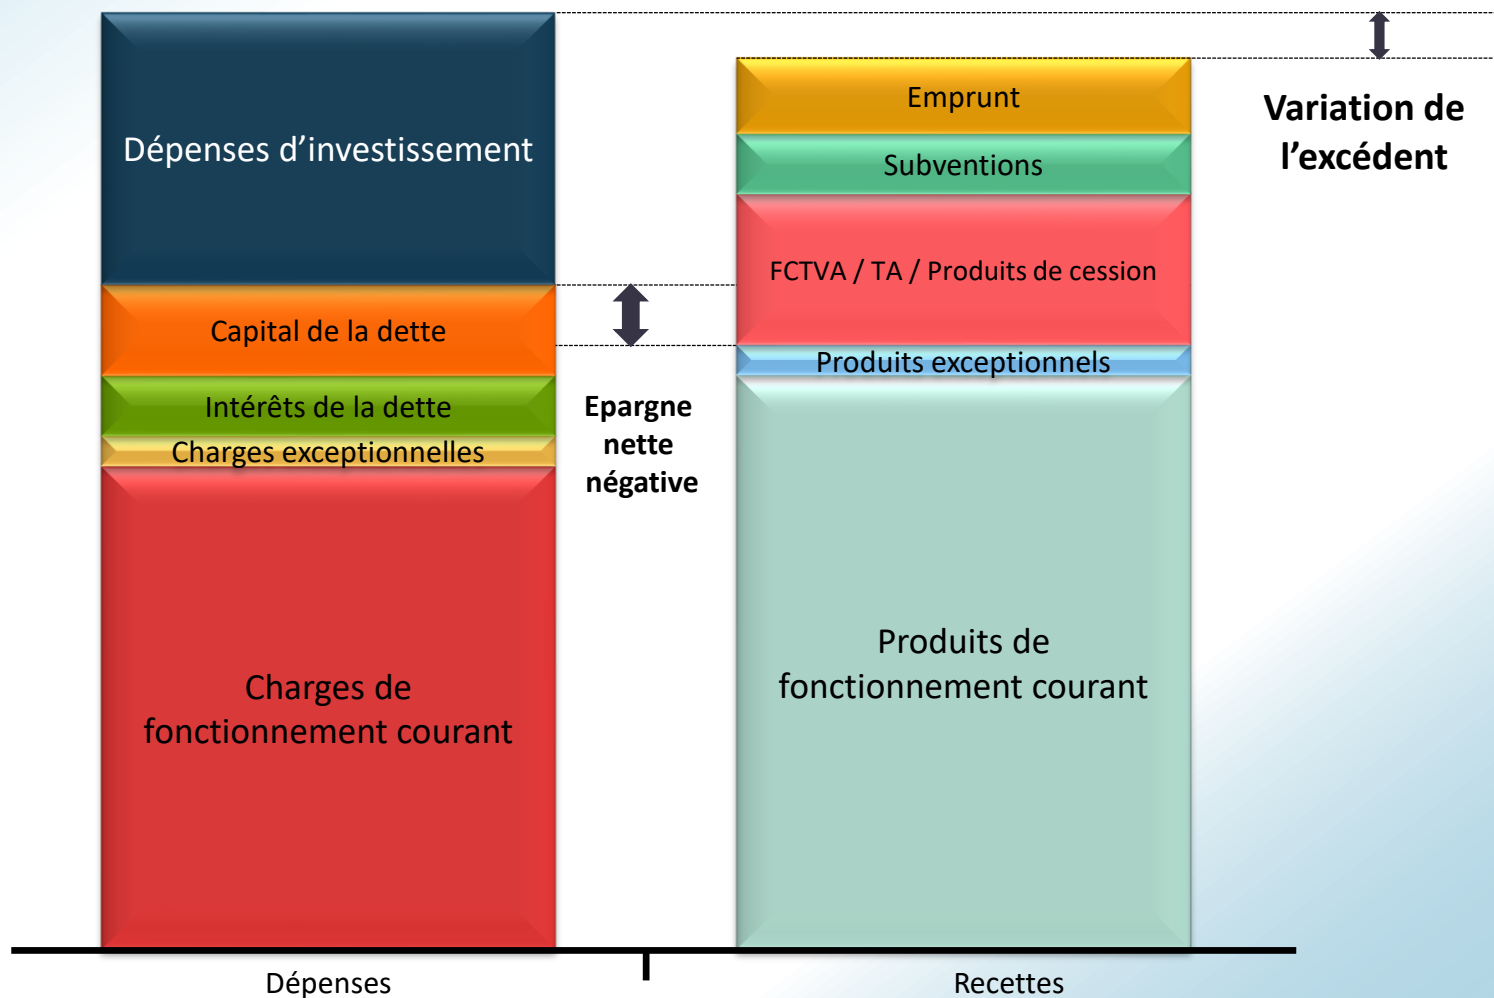 Dépenses d’investissement
Capital de la dette
Intérêts de la dette
Charges exceptionnelles
Charges de
fonctionnement courant
Dépenses
Epargne
nette
négative
Emprunt
Subventions
FCTVA / TA / Produits de cession
Produits exceptionnels
Produits de
fonctionnement courant
Recettes
Variation de
l’excédent